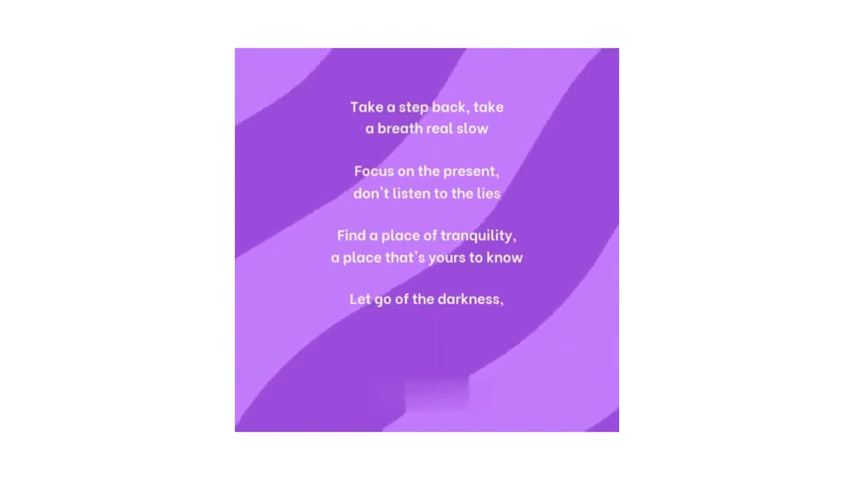 Take a step back, take
a breath real slow
Focus on the present,
don't listen to the lies
Find a place of tranquility,
a place that's yours to know
Let go of the darkness,